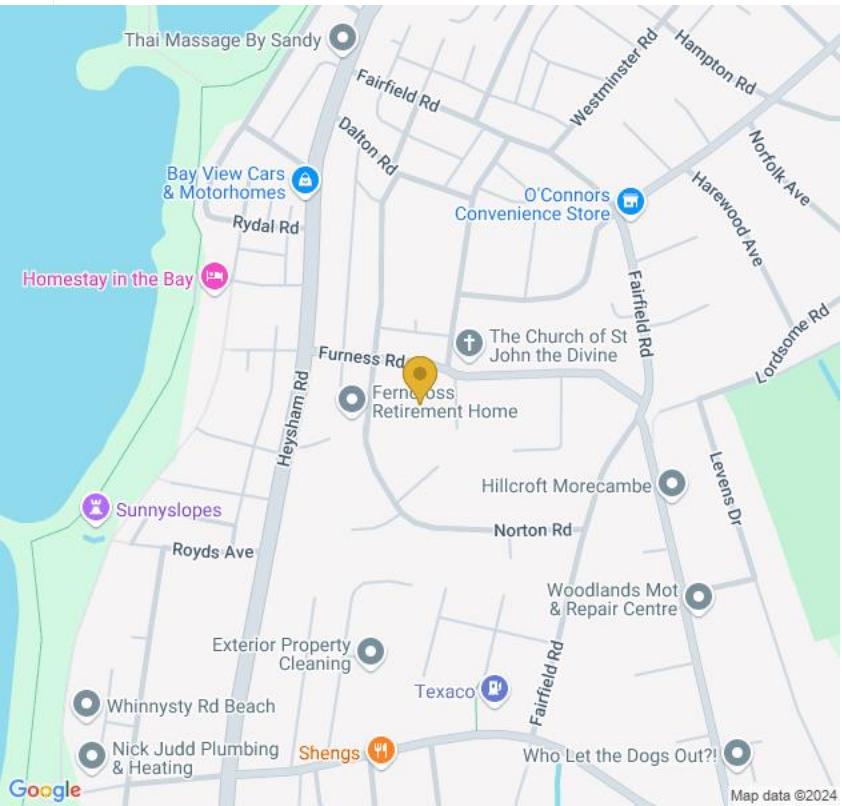 Thai Massage By Sandy
Fairfield Rd
Westminster Rd
Hampton Rd
Dalton Rd
Norfolk Ave
Bay View Cars
& Motorhomes
O'Connors
Convenience Store
Harewood Ave
Rydal Rd
Homestay in the Bay
Fairfield Rd
The Church of St
John the Divine
Lordsome Rd
Furness Rd
Heysham Rd
Retirement Home
Levens Dr
Hillcroft Morecambe
Sunnyslopes
Norton Rd
Royds Ave
Woodlands Mot
& Repair Centre
Exterior Property
Cleaning
Fairfield Rd
Texaco
Whinnysty Rd Beach
Nick Judd Plumbing
& Heating
Shengs
Who Let the Dogs Out?!
Google
Map data ©2024